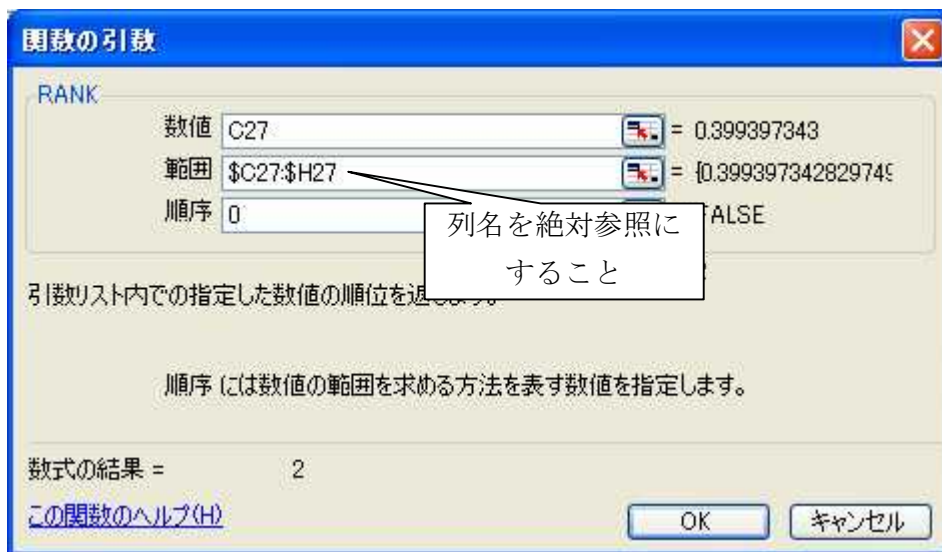 関数の引数
RANK
数値 C27 = 0.399397343
範囲 $C27:$H27 = {0.399397342829749
順序 0 FALSE
列名を絶対参照に
すること
引数リスト内での指定した数値の順位を返します。
順序 には数値の範囲を求める方法を表す数値を指定します。
数式の結果 = 2
この関数のヘルプ(H)
OK キャンセル